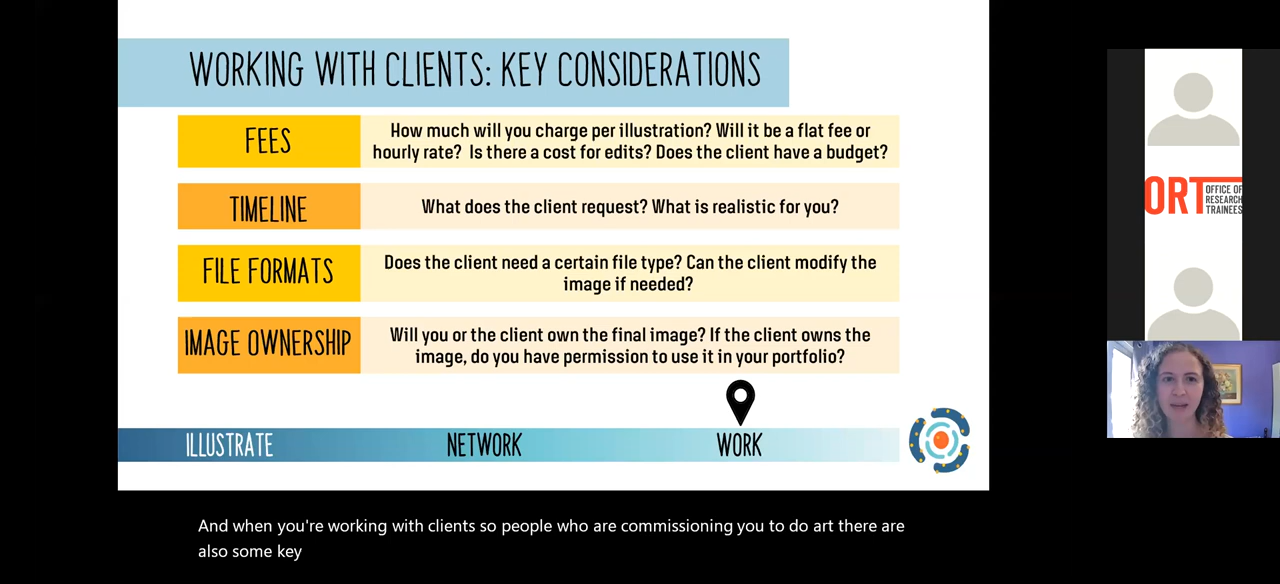 WORKING WITH CLIENTS: KEY CONSIDERATIONS
FEES
How much will you charge per illustration? Will it be a flat fee or
hourly rate? Is there a cost for edits? Does the client have a budget?
TIMELINE
What does the client request? What is realistic for you?
FILE FORMATS
Does the client need a certain file type? Can the client modify the
image if needed?
IMAGE OWNERSHIP
Will you or the client own the final image? If the client owns the
image, do you have permission to use it in your portfolio?
ILLUSTRATE
NETWORK
WORK
ORT
OFFICE OF
RESEARCH
TRAINEES
And when you're working with clients so people who are commissioning you to do art there are
also some key